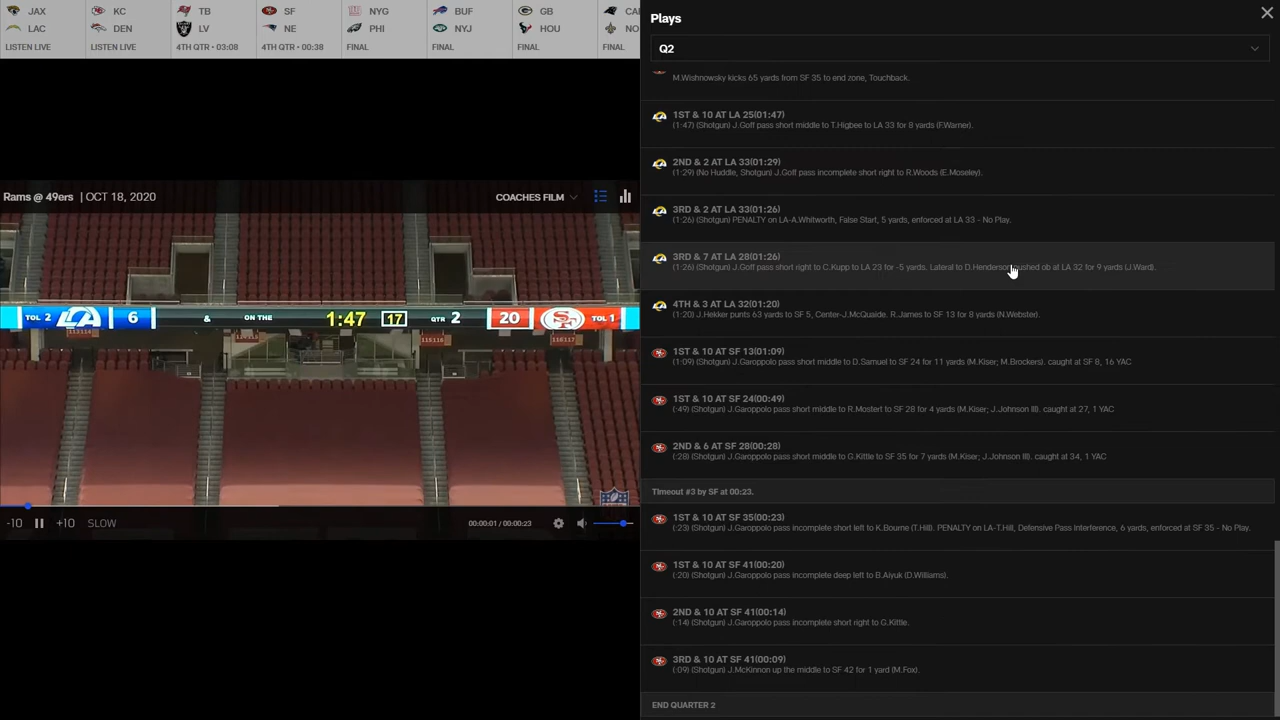 JAX
LAC
LISTEN LIVE
KC
DEN
LISTEN LIVE
TB
LV
4TH QTR • 03:08
SF
NE
4TH QTR • 00:38
NYG
PHI
FINAL
BUF
NYJ
FINAL
GB
HOU
FINAL
CAR
NO
FINAL
Rams @ 49ers | OCT 18, 2020
COACHES FILM
TOL 2 6 & ON THE 1:47 17 QTR 2 20 SF TOL 1
-10 +10 SLOW
00:00:01 / 00:00:23
Plays
Q2
M.Wishnowsky kicks 65 yards from SF 35 to end zone, Touchback.
1ST & 10 AT LA 25(01:47)
(1:47) (Shotgun) J.Goff pass short middle to T.Higbee to LA 33 for 8 yards (F.Warner).
2ND & 2 AT LA 33(01:29)
(1:29) (No Huddle, Shotgun) J.Goff pass incomplete short right to R.Woods (E.Moseley).
3RD & 2 AT LA 33(01:26)
(1:26) (Shotgun) PENALTY on LA-A.Whitworth, False Start, 5 yards, enforced at LA 33 - No Play.
3RD & 7 AT LA 28(01:26)
(1:26) (Shotgun) J.Goff pass short right to C.Kupp to LA 23 for -5 yards. Lateral to D.Henderson pushed ob at LA 32 for 9 yards (J.Ward).
4TH & 3 AT LA 32(01:20)
(1:20) J.Hekker punts 63 yards to SF 5, Center-J.McQuaide. R.James to SF 13 for 8 yards (N.Webster).
1ST & 10 AT SF 13(01:09)
(1:09) (Shotgun) J.Garoppolo pass short middle to D.Samuel to SF 24 for 11 yards (M.Kiser; M.Brockers). caught at SF 8, 16 YAC
1ST & 10 AT SF 24(00:49)
(:49) (Shotgun) J.Garoppolo pass short middle to R.Mostert to SF 28 for 4 yards (M.Kiser; J.Johnson III). caught at 27, 1 YAC
2ND & 6 AT SF 28(00:28)
(:28) (Shotgun) J.Garoppolo pass short middle to G.Kittle to SF 35 for 7 yards (M.Kiser; J.Johnson III). caught at 34, 1 YAC
Timeout #3 by SF at 00:23.
1ST & 10 AT SF 35(00:23)
(:23) (Shotgun) J.Garoppolo pass incomplete short left to K.Bourne (T.Hill). PENALTY on LA-T.Hill, Defensive Pass Interference, 6 yards, enforced at SF 35 - No Play.
1ST & 10 AT SF 41(00:20)
(:20) (Shotgun) J.Garoppolo pass incomplete deep left to B.Aiyuk (D.Williams).
2ND & 10 AT SF 41(00:14)
(:14) (Shotgun) J.Garoppolo pass incomplete short right to G.Kittle.
3RD & 10 AT SF 41(00:09)
(:09) (Shotgun) J.McKinnon up the middle to SF 42 for 1 yard (M.Fox).
END QUARTER 2